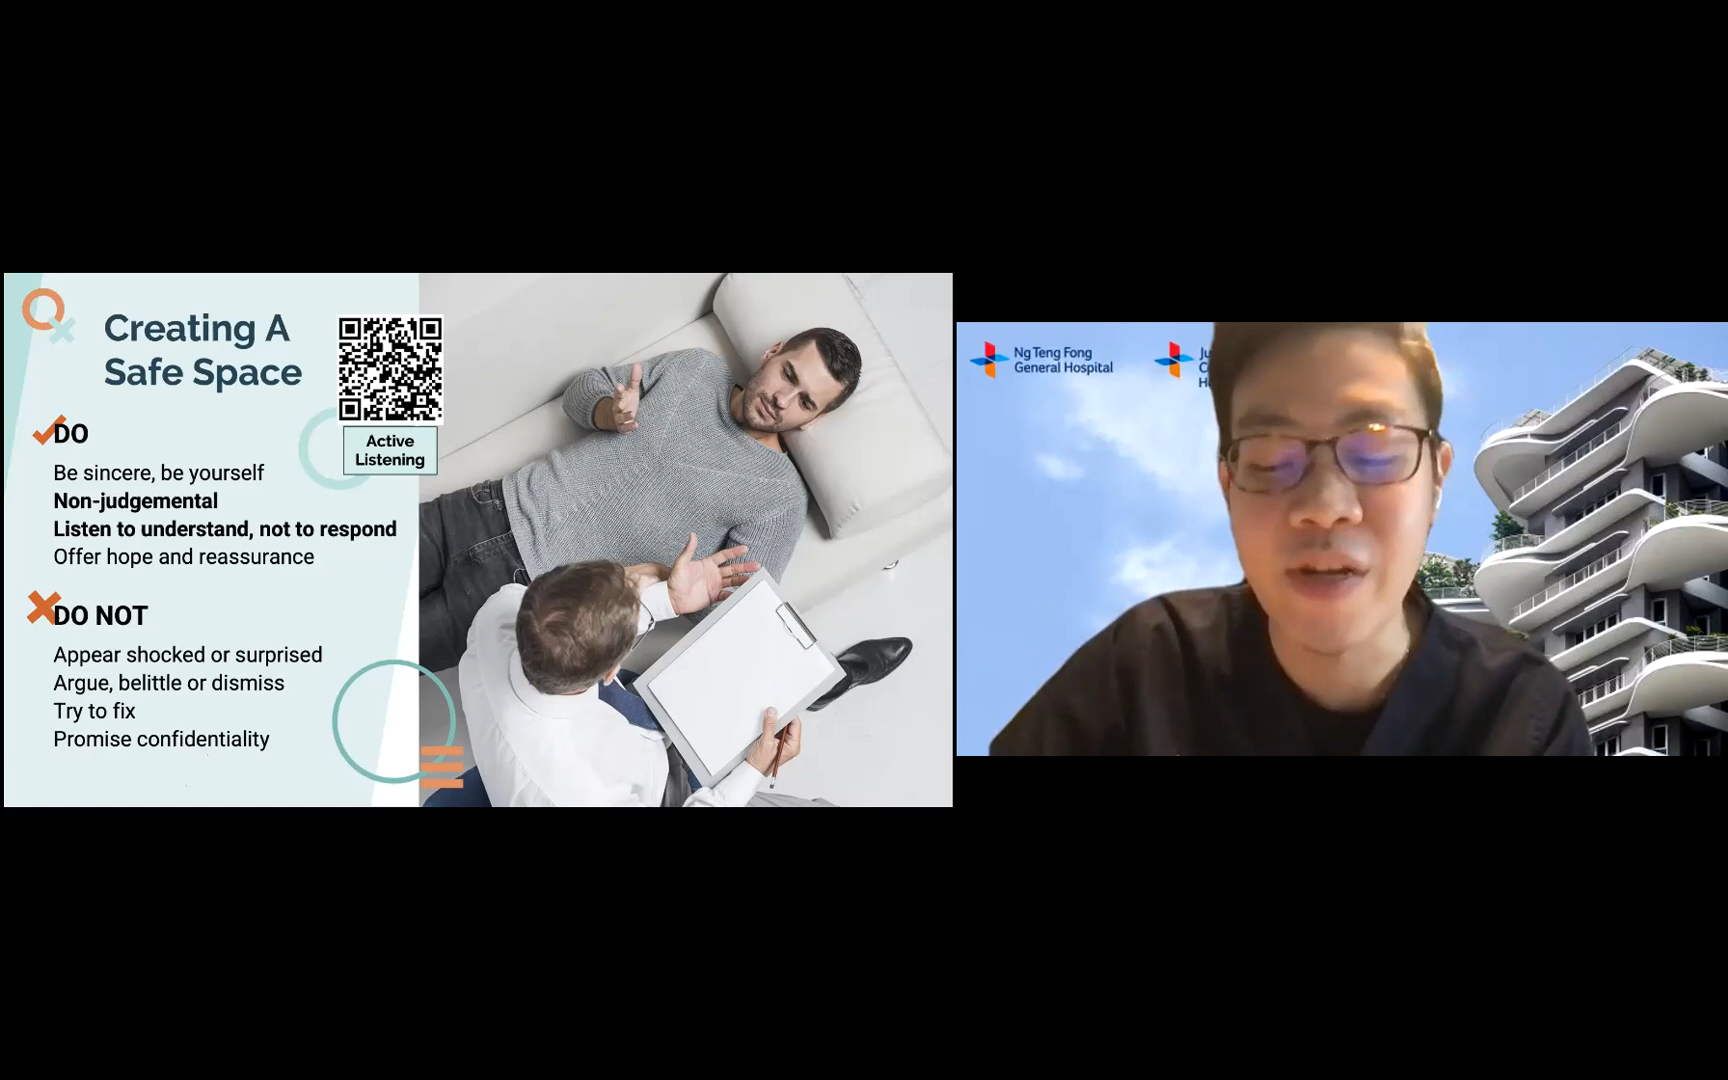 Creating A
Safe Space
DO
Be sincere, be yourself
Non-judgemental
Listen to understand, not to respond
Offer hope and reassurance
Active
Listening
DO NOT
Appear shocked or surprised
Argue, belittle or dismiss
Try to fix
Promise confidentiality
Ng Teng Fong
General Hospital